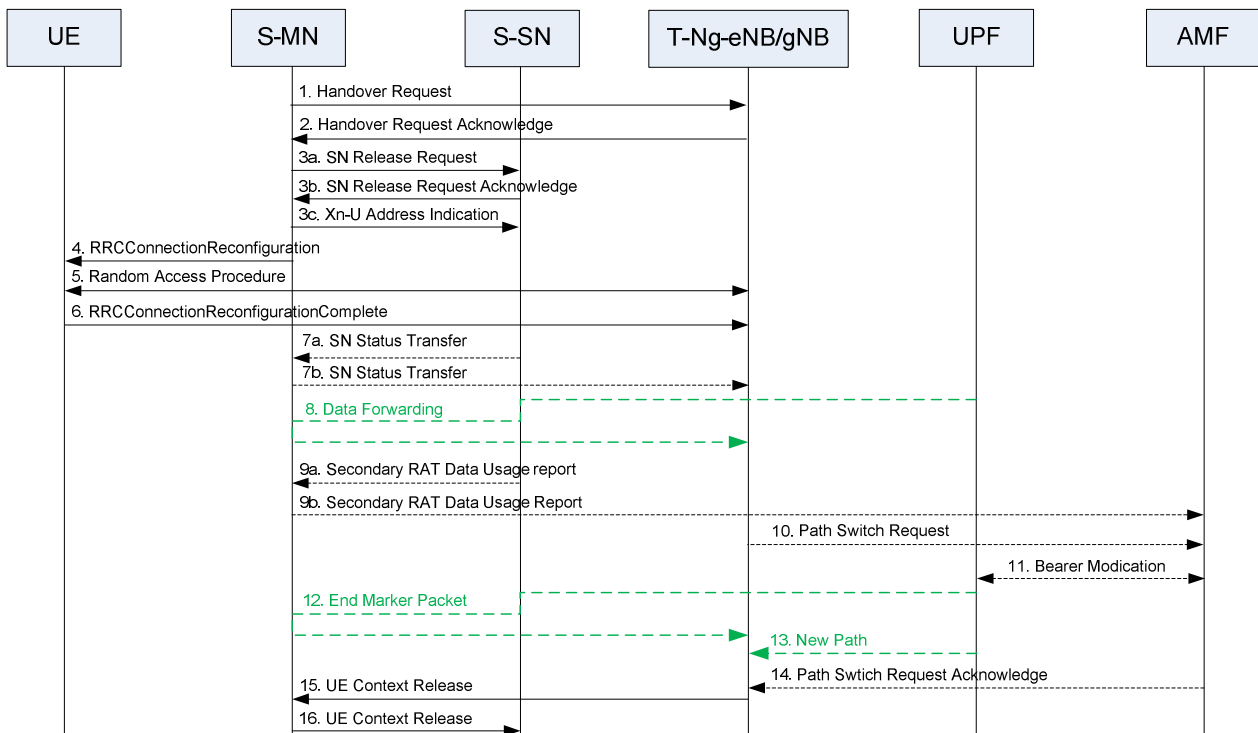 UE
S-MN
S-SN
T-Ng-eNB/gNB
UPF
AMF
1. Handover Request
2. Handover Request Acknowledge
3a. SN Release Request
3b. SN Release Request Acknowledge
3c. Xn-U Address Indication
4. RRCConnectionReconfiguration
5. Random Access Procedure
6. RRCConnectionReconfigurationComplete
7a. SN Status Transfer
7b. SN Status Transfer
8. Data Forwarding
9a. Secondary RAT Data Usage report
9b. Secondary RAT Data Usage Report
10. Path Switch Request
11. Bearer Modication
12. End Marker Packet
13. New Path
14. Path Swtich Request Acknowledge
15. UE Context Release
16. UE Context Release